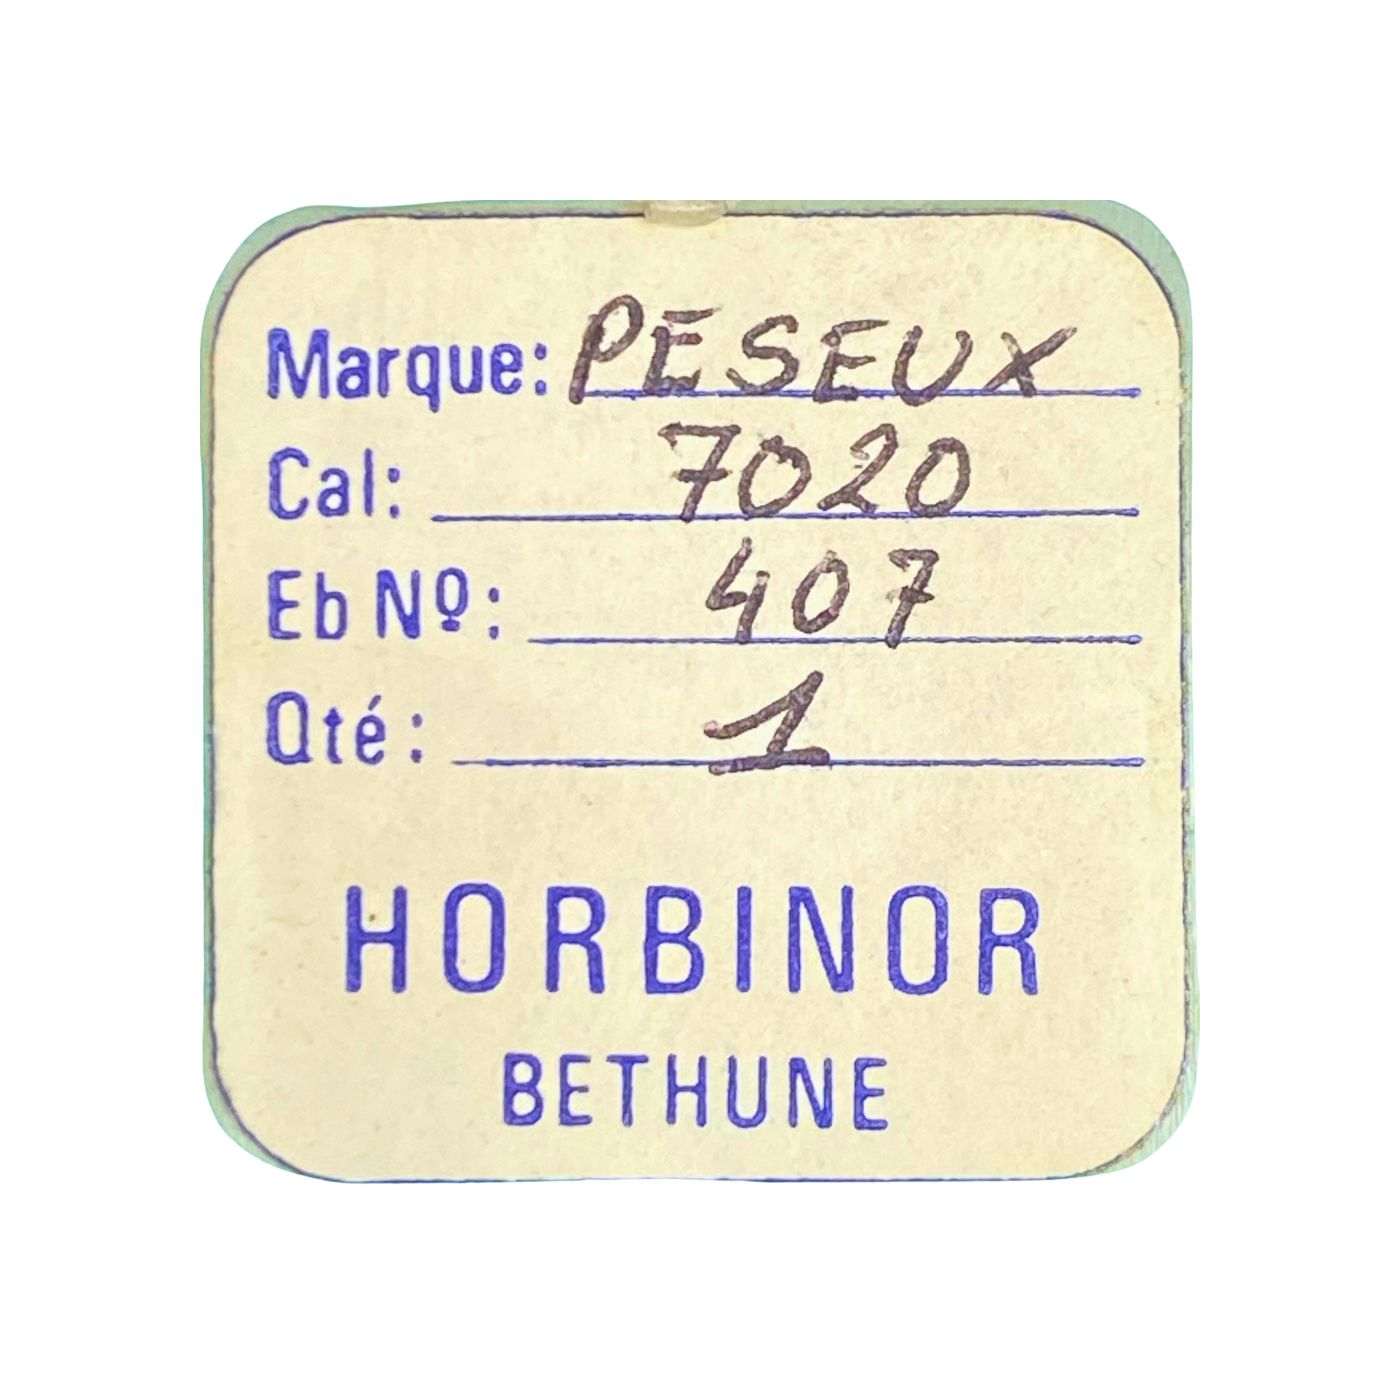 Marque: PESEUX
Cal: 7020
Eb Nº: 407
Qté: 1
HORBINOR
BETHUNE